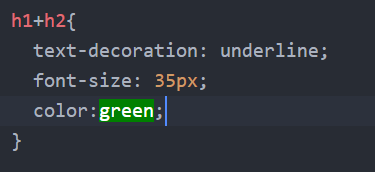 h1+h2{
text-decoration: underline;
font-size: 35px;
color:green;
}